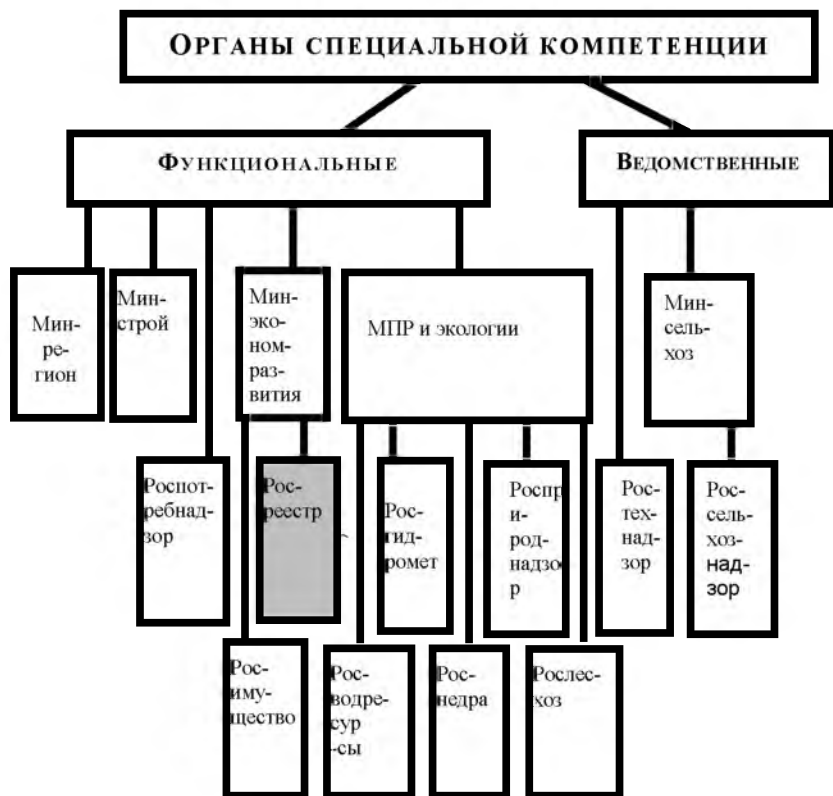 ОРГАНЫ СПЕЦИАЛЬНОЙ КОМПЕТЕНЦИИ
ФУНКЦИОНАЛЬНЫЕ
ВЕДОМСТВЕННЫЕ
Мин-
ре-
гион
Мин-
строй
Мин-
эко-
ном-
раз-
вития
МПР и экологии
Мин-
сель-
хоз
Роспот-
ребнад-
зор
Рос-
реестр
Рос-
гид-
ромет
Роспр
и-
род-
надзо
р
Рос-
тех-
над-
зор
Рос-
сель-
хоз-
над-
зор
Рос-
иму-
щество
Рос-
водре-
сур
-сы
Рос-
недра
Рослес-
хоз